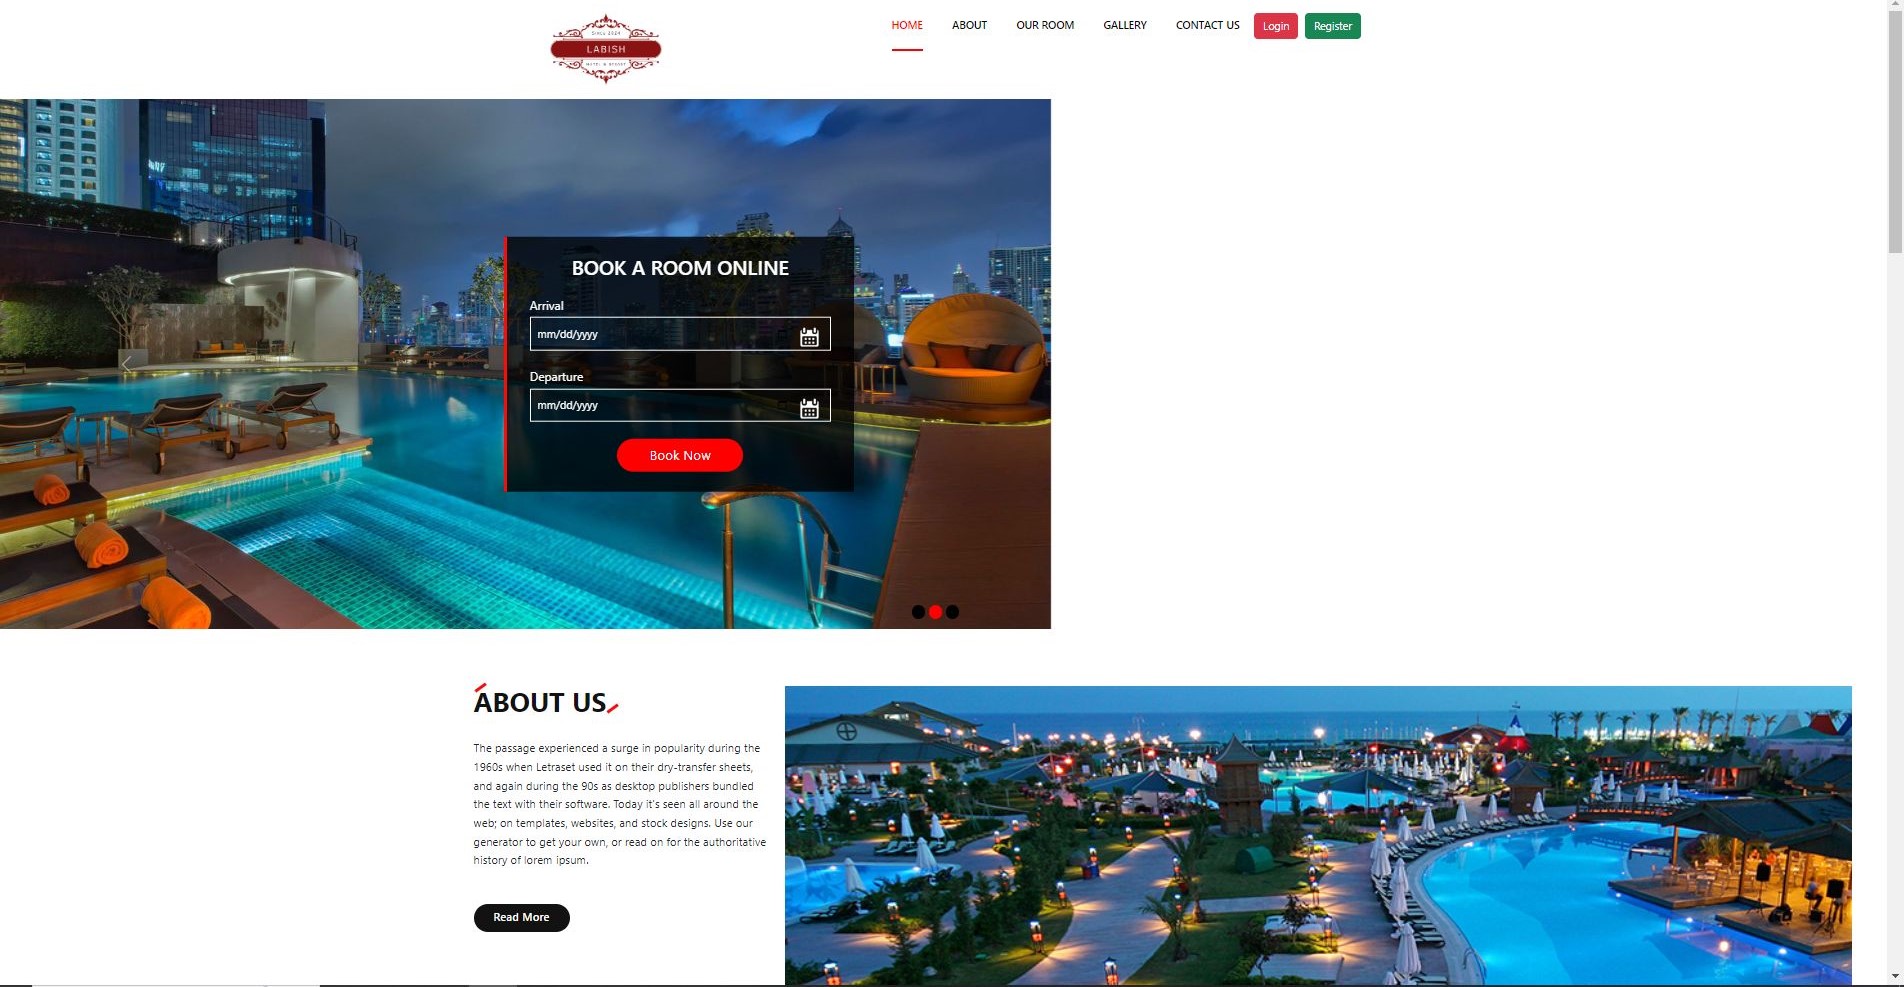 SINCE 2024
LABISH
HOTEL & RESORT
HOME
ABOUT
OUR ROOM
GALLERY
CONTACT US
Login
Register
BOOK A ROOM ONLINE
Arrival
mm/dd/yyyy
Departure
mm/dd/yyyy
Book Now
ABOUT US
The passage experienced a surge in popularity during the
1960s when Letraset used it on their dry-transfer sheets,
and again during the 90s as desktop publishers bundled
the text with their software. Today it's seen all around the
web; on templates, websites, and stock designs. Use our
generator to get your own, or read on for the authoritative
history of lorem ipsum.
Read More